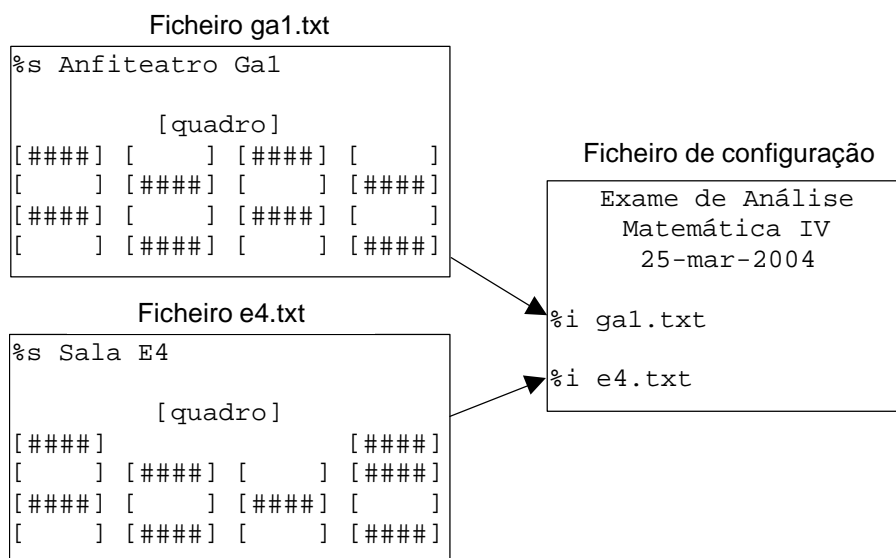 Ficheiro ga1.txt
%s Anfiteatro Ga1
[quadro]
[####] [    ] [####] [    ]
[    ] [####] [    ] [####]
[####] [    ] [####] [    ]
[    ] [####] [    ] [####]
Ficheiro e4.txt
%s Sala E4
[quadro]
[####]               [####]
[    ] [####] [    ] [####]
[####] [    ] [####] [    ]
[    ] [####] [    ] [####]
Ficheiro de configuração
Exame de Análise
Matemática IV
25-mar-2004
%i ga1.txt
%i e4.txt